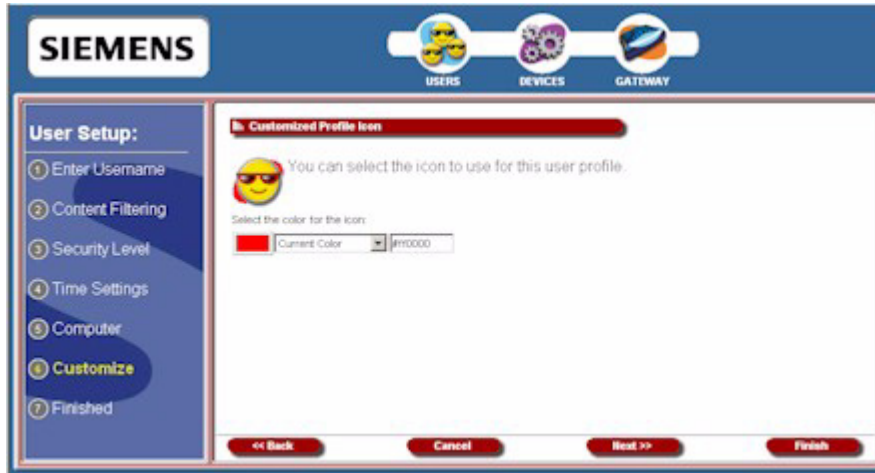 SIEMENS
USERS
DEVICES
GATEWAY
User Setup:
1 Enter Username
2 Content Filtering
3 Security Level
4 Time Settings
5 Computer
6 Customize
7 Finished
Customized Profile Icon
You can select the icon to use for this user profile.
Select the color for the icon:
Current Color
#ff0000
<< Back
Cancel
Next >>
Finish